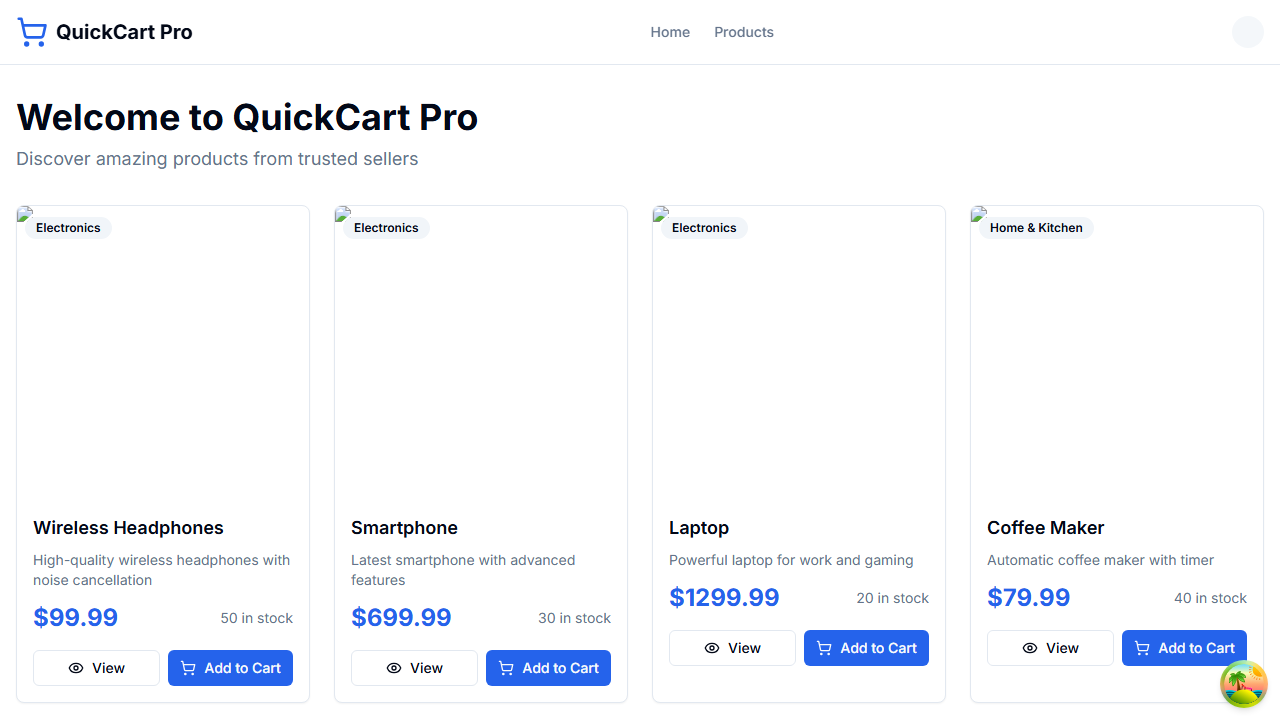 QuickCart Pro
Home
Products
Welcome to QuickCart Pro
Discover amazing products from trusted sellers
Electronics
Wireless Headphones
High-quality wireless headphones with
noise cancellation
$99.99
50 in stock
View
Add to Cart
Electronics
Smartphone
Latest smartphone with advanced
features
$699.99
30 in stock
View
Add to Cart
Electronics
Laptop
Powerful laptop for work and gaming
$1299.99
20 in stock
View
Add to Cart
Home & Kitchen
Coffee Maker
Automatic coffee maker with timer
$79.99
40 in stock
View
Add to Cart